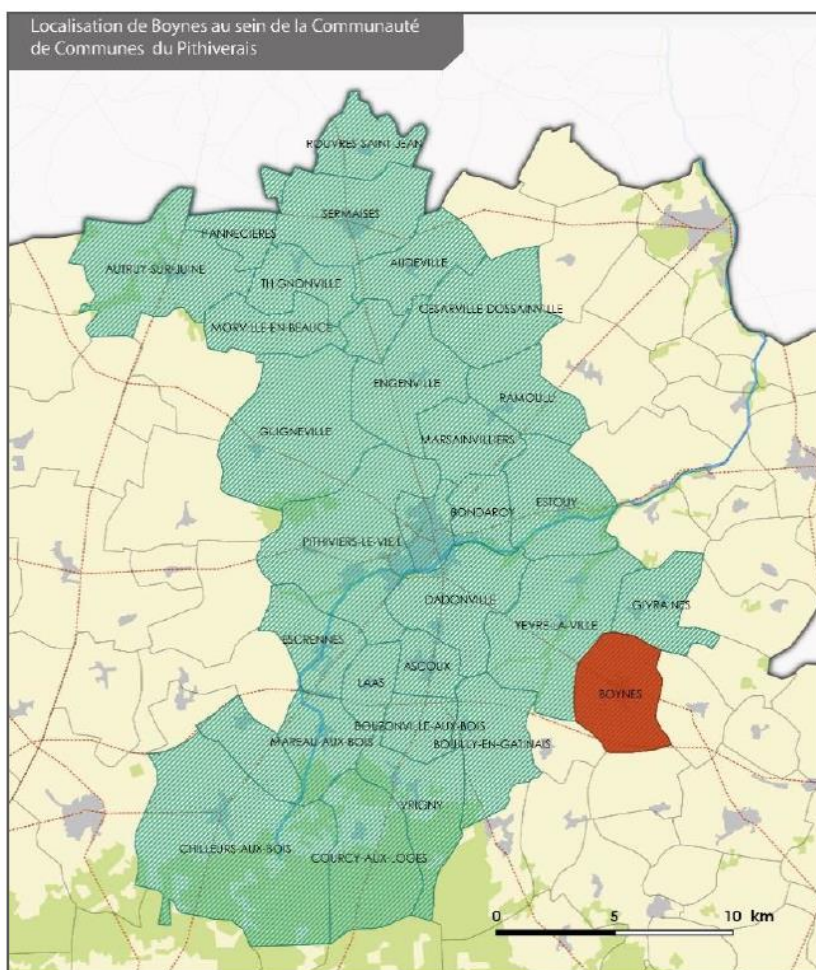 Localisation de Boynes au sein de la Communauté
de Communes du Pithiverais
ROUVRES-SAINT-JEAN
SERMAISES
PANNECIERES
AUDEVILLE
AUTRUY-SUR-JUINE
THIGNONVILLE
CESARVILLE-DOSSAINVILLE
MORVILLE-EN-BEAUCE
ENGENVILLE
RAMOULU
GUIGNEVILLE
MARSAINVILLIERS
ESTOUY
BONDAROY
PITHIVIERS-LE-VIEIL
DADONVILLE
GIVRAINES
YEVRE-LA-VILLE
ESCRENNES
ASCOUX
LAAS
BOYNES
BOUZONVILLE-AUX-BOIS
MAREAU-AUX-BOIS
BOUILLY-EN-GATINAIS
VRIGNY
CHILLEURS-AUX-BOIS
COURCY-AUX-LOGES
0 5 10 km